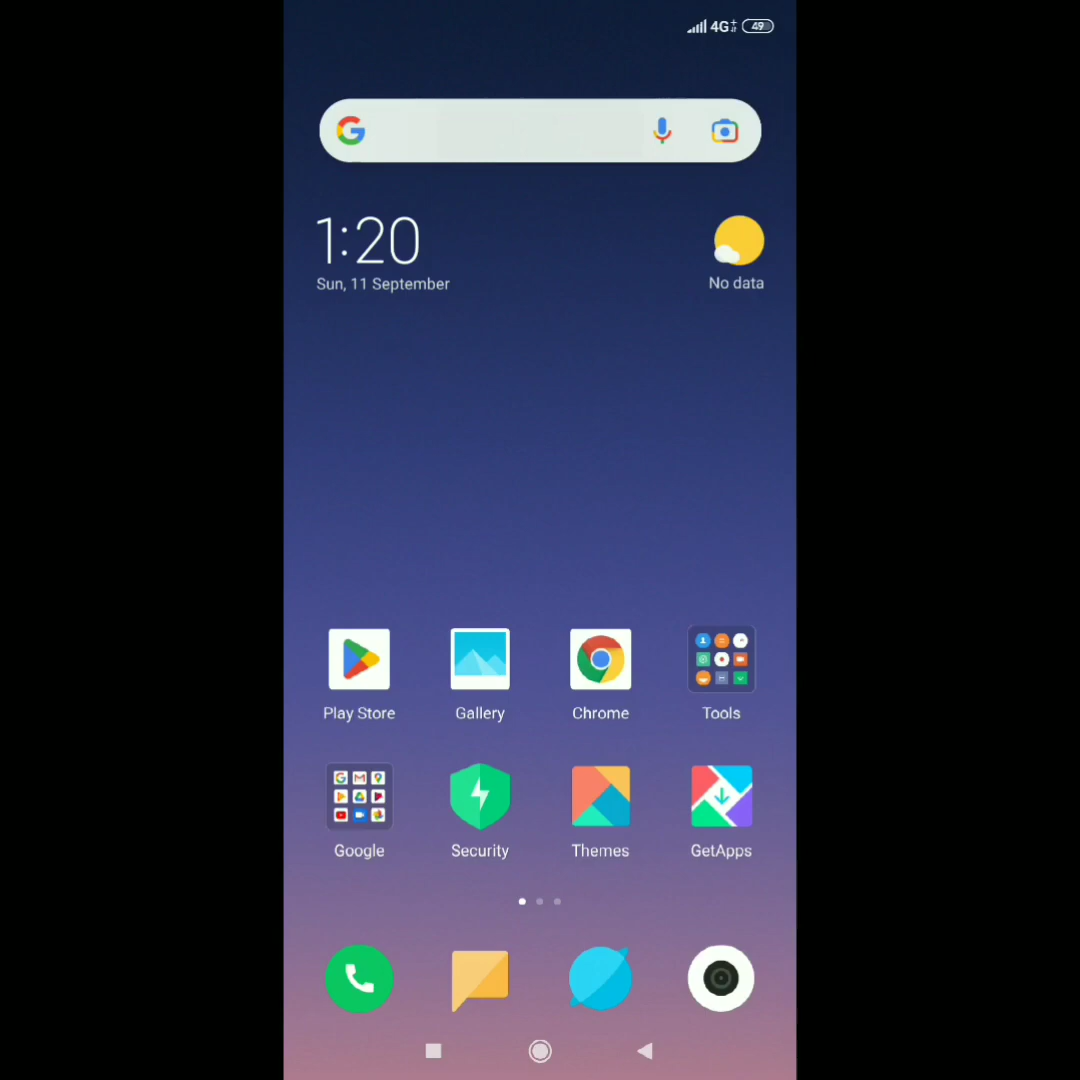 4G+ 49
1:20
Sun, 11 September
No data
Play Store Gallery Chrome Tools
Google Security Themes GetApps